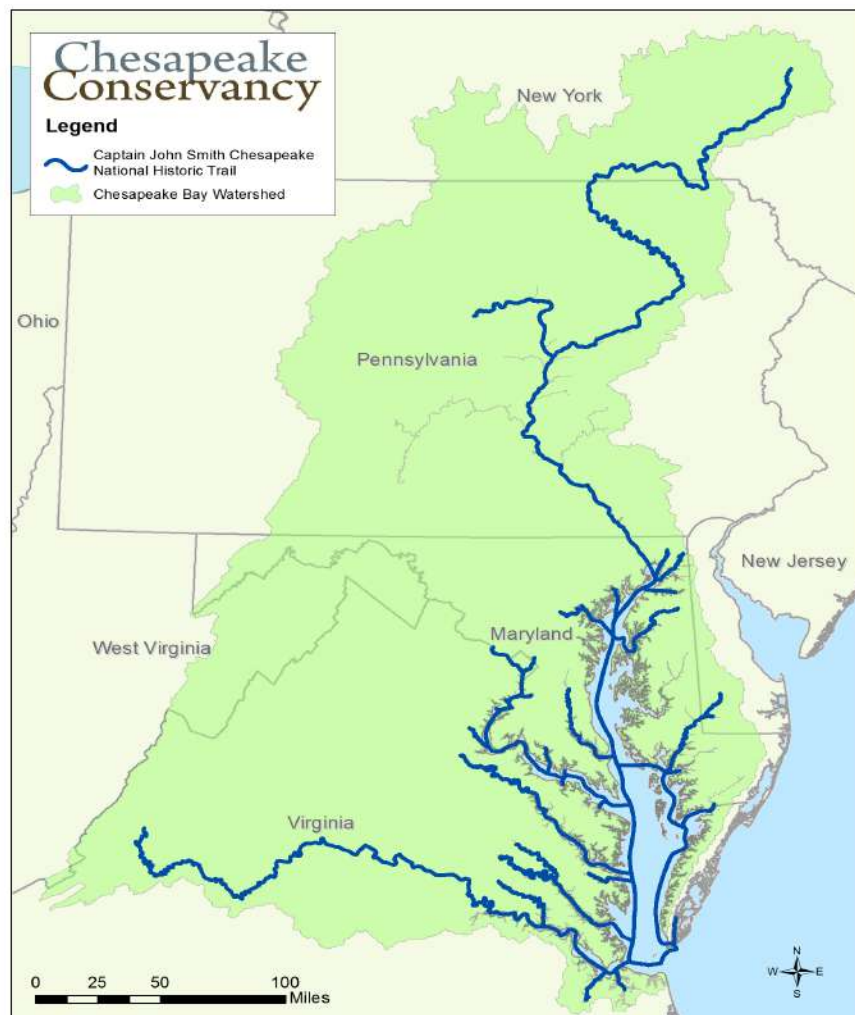 Chesapeake
Conservancy
Legend
Captain John Smith Chesapeake
National Historic Trail
Chesapeake Bay Watershed
New York
Ohio
Pennsylvania
New Jersey
West Virginia
Maryland
Virginia
N
W E
S
0 25 50 100
Miles